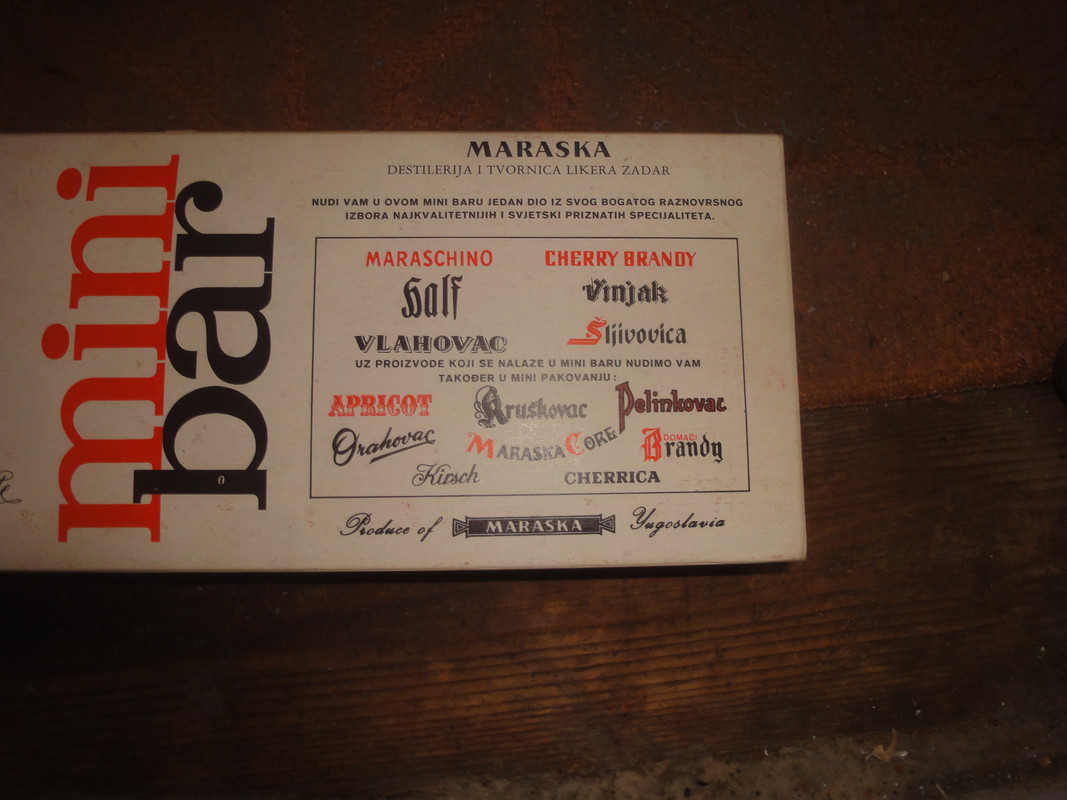 mini
bar
MARASKA
DESTILERIJA I TVORNICA LIKERA ZADAR
NUDI VAM U OVOM MINI BARU JEDAN DIO IZ SVOG BOGATOG RAZNOVRSNOG
IZBORA NAJKVALITETNIJIH I SVJETSKI PRIZNATIH SPECIJALITETA.
MARASCHINO CHERRY BRANDY
Half Vinjak
VLAHOVAC Šljivovica
UZ PROIZVODE KOJI SE NALAZE U MINI BARU NUDIMO VAM
TAKOĐER U MINI PAKOVANJU:
APRICOT Kruškovac Pelinkovac
Orahovac MARASKA CORE DOMAĆI Brandy
Kirsch CHERRICA
Produce of MARASKA Yugoslavia